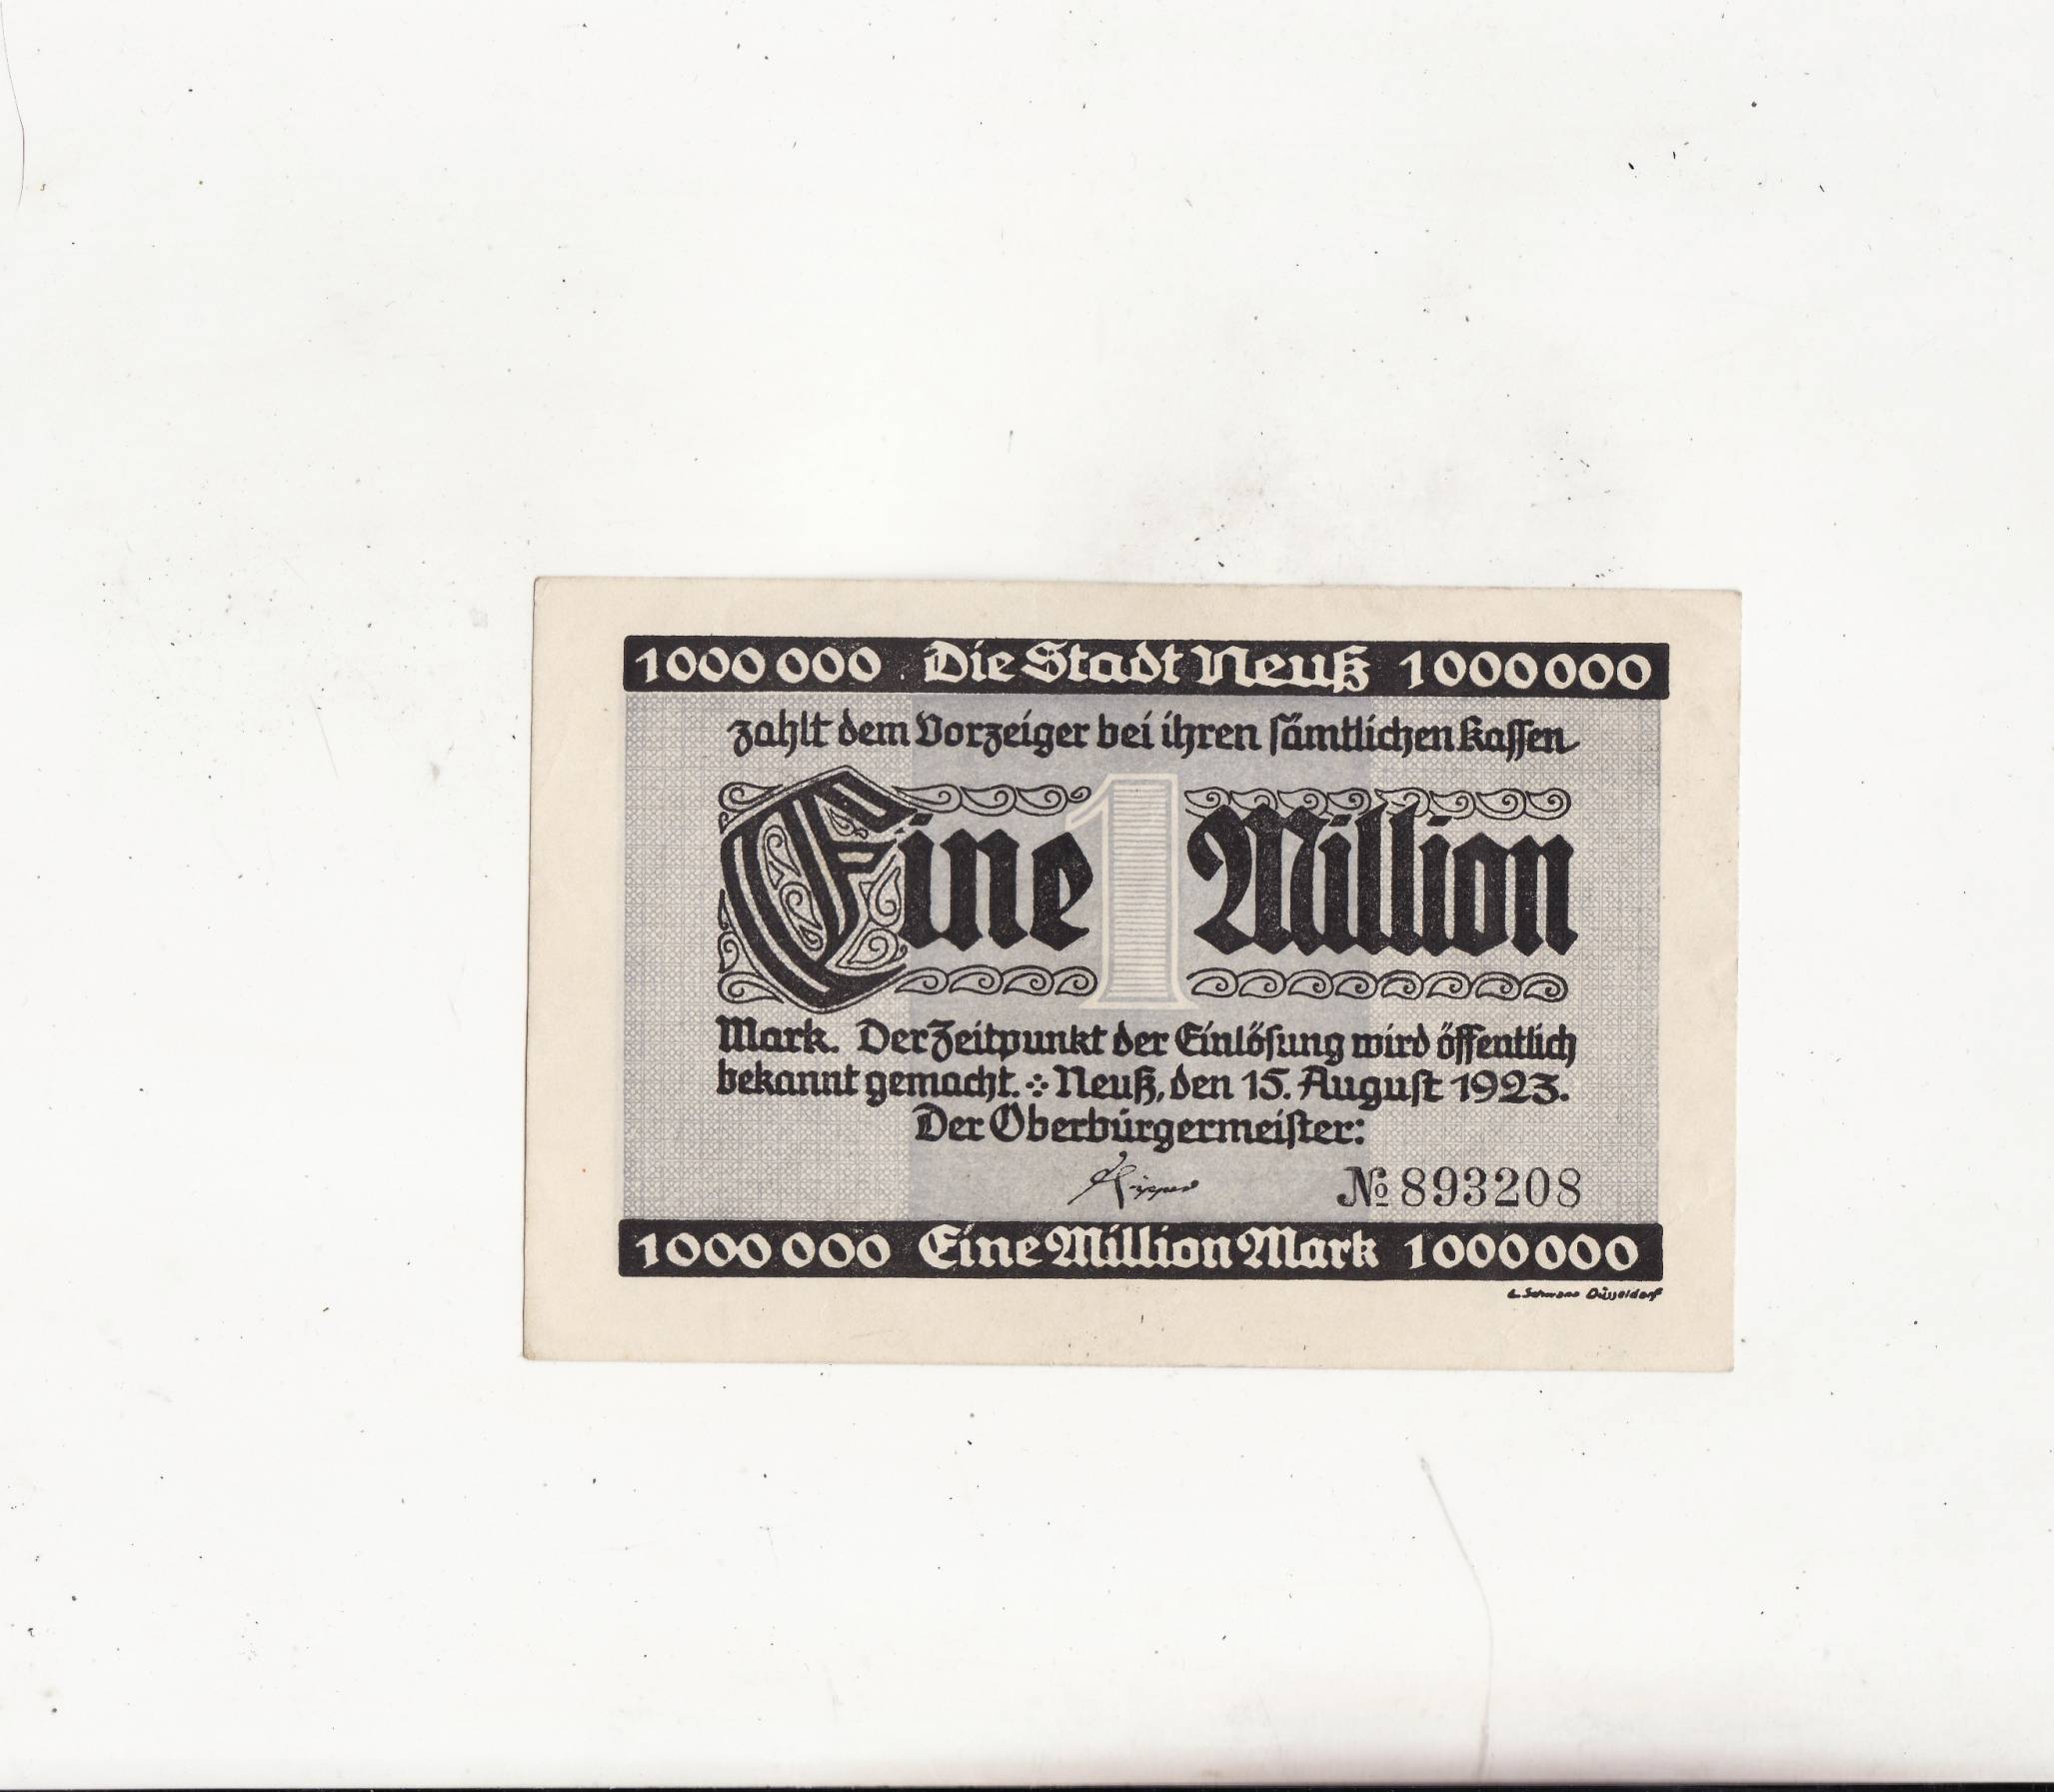 1000 000 Die Stadt Neuß 1000000
zahlt dem Vorzeiger bei ihren sämtlichen Kassen
Eine 1 Million
Mark. Der Zeitpunkt der Einlösung wird öffentlich
bekannt gemacht. Neuß, den 15. August 1923.
Der Oberbürgermeister:
№ 893208
1000 000 Eine Million Mark 1000000
L. Schwann Düsseldorf